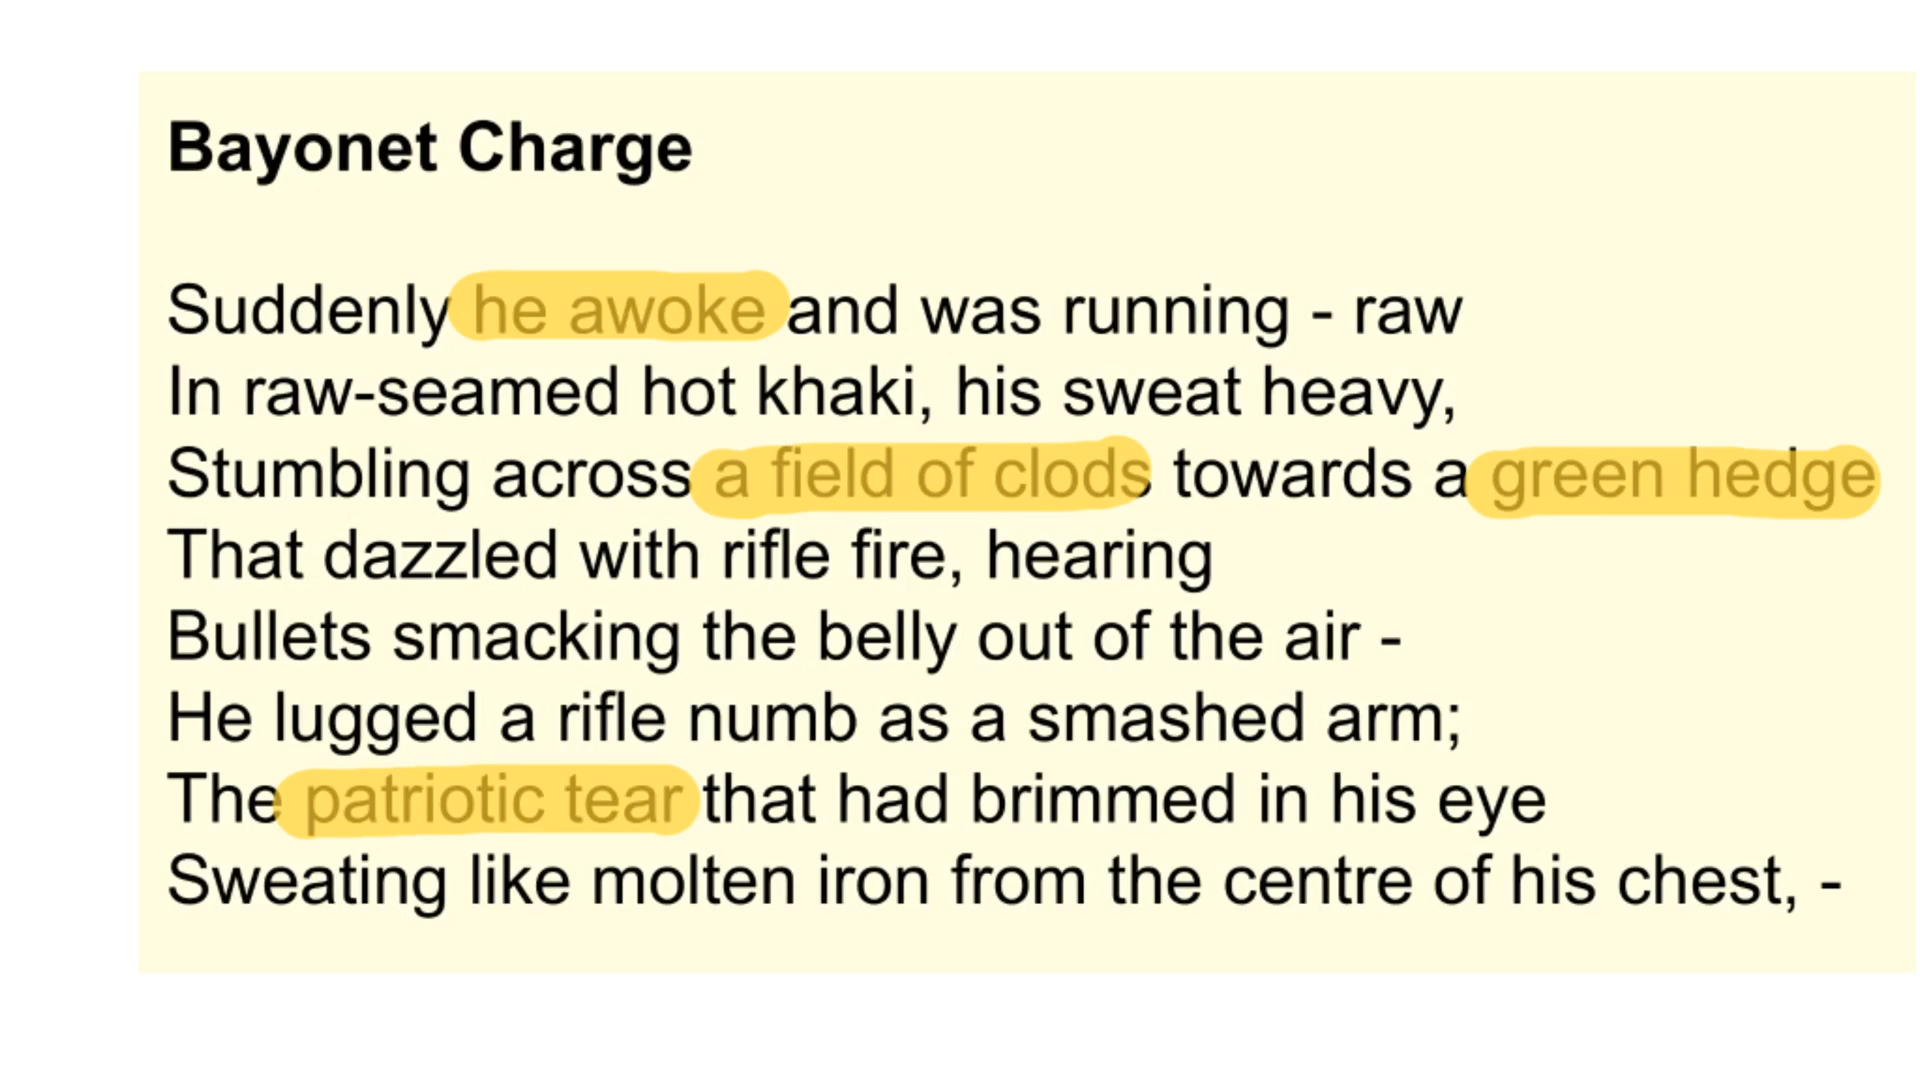 Bayonet Charge
Suddenly he awoke and was running - raw
In raw-seamed hot khaki, his sweat heavy,
Stumbling across a field of clods towards a green hedge
That dazzled with rifle fire, hearing
Bullets smacking the belly out of the air -
He lugged a rifle numb as a smashed arm;
The patriotic tear that had brimmed in his eye
Sweating like molten iron from the centre of his chest, -